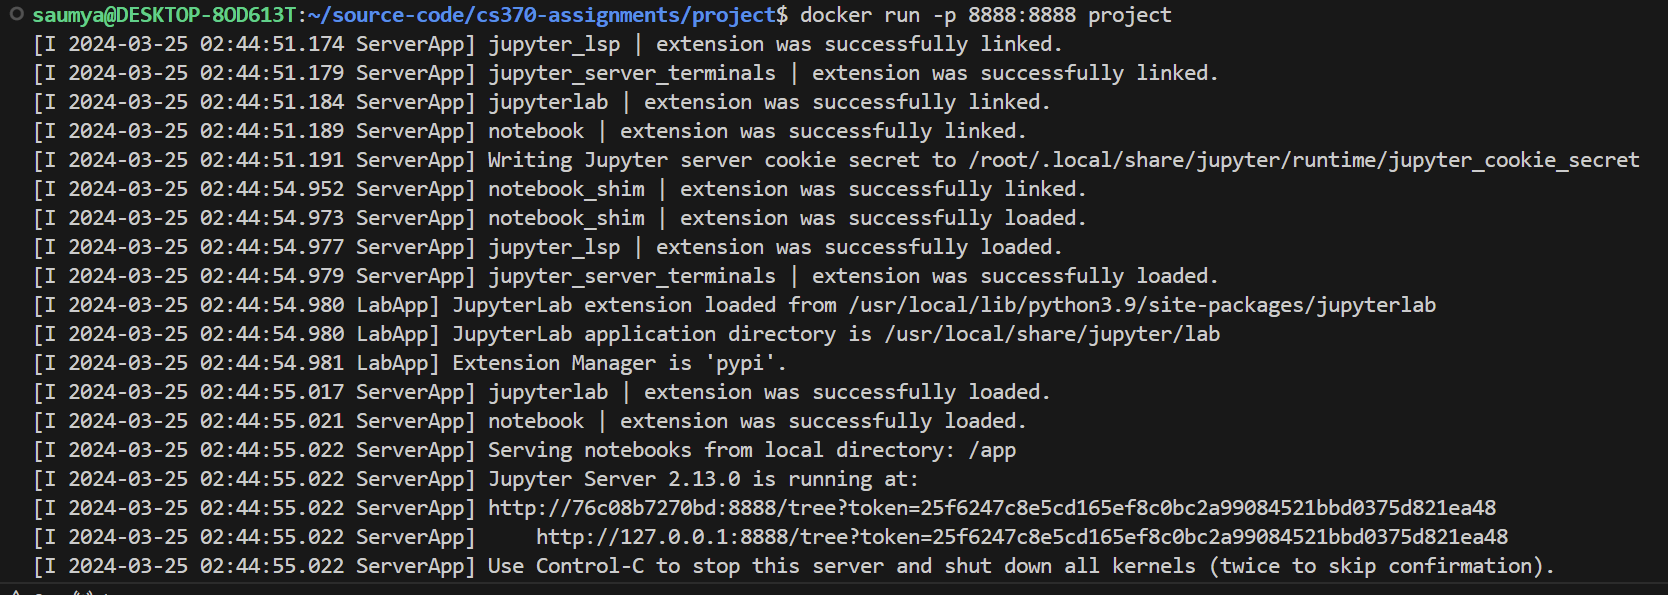 saumya@DESKTOP-8OD613T:~/source-code/cs370-assignments/project$ docker run -p 8888:8888 project
[I 2024-03-25 02:44:51.174 ServerApp] jupyter_lsp | extension was successfully linked.
[I 2024-03-25 02:44:51.179 ServerApp] jupyter_server_terminals | extension was successfully linked.
[I 2024-03-25 02:44:51.184 ServerApp] jupyterlab | extension was successfully linked.
[I 2024-03-25 02:44:51.189 ServerApp] notebook | extension was successfully linked.
[I 2024-03-25 02:44:51.191 ServerApp] Writing Jupyter server cookie secret to /root/.local/share/jupyter/runtime/jupyter_cookie_secret
[I 2024-03-25 02:44:54.952 ServerApp] notebook_shim | extension was successfully linked.
[I 2024-03-25 02:44:54.973 ServerApp] notebook_shim | extension was successfully loaded.
[I 2024-03-25 02:44:54.977 ServerApp] jupyter_lsp | extension was successfully loaded.
[I 2024-03-25 02:44:54.979 ServerApp] jupyter_server_terminals | extension was successfully loaded.
[I 2024-03-25 02:44:54.980 LabApp] JupyterLab extension loaded from /usr/local/lib/python3.9/site-packages/jupyterlab
[I 2024-03-25 02:44:54.980 LabApp] JupyterLab application directory is /usr/local/share/jupyter/lab
[I 2024-03-25 02:44:54.981 LabApp] Extension Manager is 'pypi'.
[I 2024-03-25 02:44:55.017 ServerApp] jupyterlab | extension was successfully loaded.
[I 2024-03-25 02:44:55.021 ServerApp] notebook | extension was successfully loaded.
[I 2024-03-25 02:44:55.022 ServerApp] Serving notebooks from local directory: /app
[I 2024-03-25 02:44:55.022 ServerApp] Jupyter Server 2.13.0 is running at:
[I 2024-03-25 02:44:55.022 ServerApp] http://76c08b7270bd:8888/tree?token=25f6247c8e5cd165ef8c0bc2a99084521bbd0375d821ea48
[I 2024-03-25 02:44:55.022 ServerApp]     http://127.0.0.1:8888/tree?token=25f6247c8e5cd165ef8c0bc2a99084521bbd0375d821ea48
[I 2024-03-25 02:44:55.022 ServerApp] Use Control-C to stop this server and shut down all kernels (twice to skip confirmation).